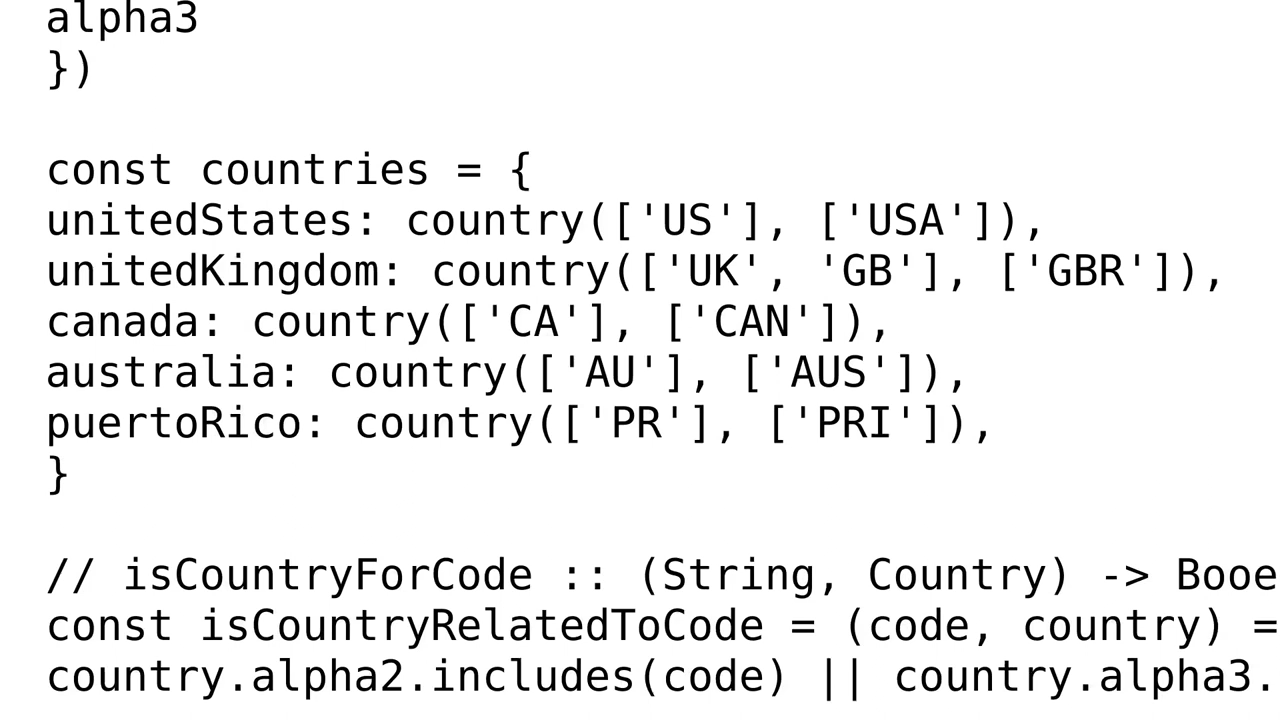 alpha3
})
const countries = {
unitedStates: country(['US'], ['USA']),
unitedKingdom: country(['UK', 'GB'], ['GBR']),
canada: country(['CA'], ['CAN']),
australia: country(['AU'], ['AUS']),
puertoRico: country(['PR'], ['PRI']),
}
// isCountryForCode :: (String, Country) -> Booe
const isCountryRelatedToCode = (code, country) =
country.alpha2.includes(code) || country.alpha3.